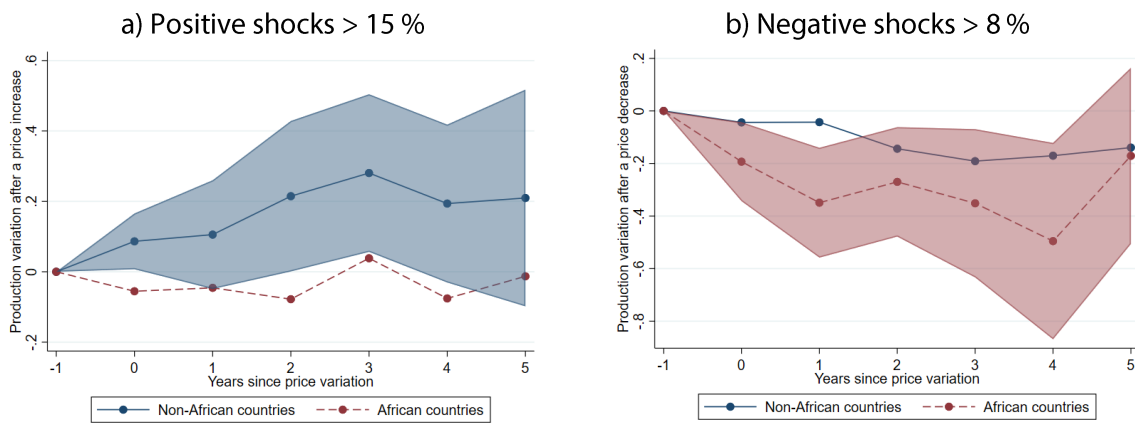 a) Positive shocks > 15 %
Production variation after a price increase
.6
.4
.2
0
-.2
-1 0 1 2 3 4 5
Years since price variation
Non-African countries African countries
b) Negative shocks > 8 %
Production variation after a price decrease
.2
0
-.2
-.4
-.6
-.8
-1 0 1 2 3 4 5
Years since price variation
Non-African countries African countries